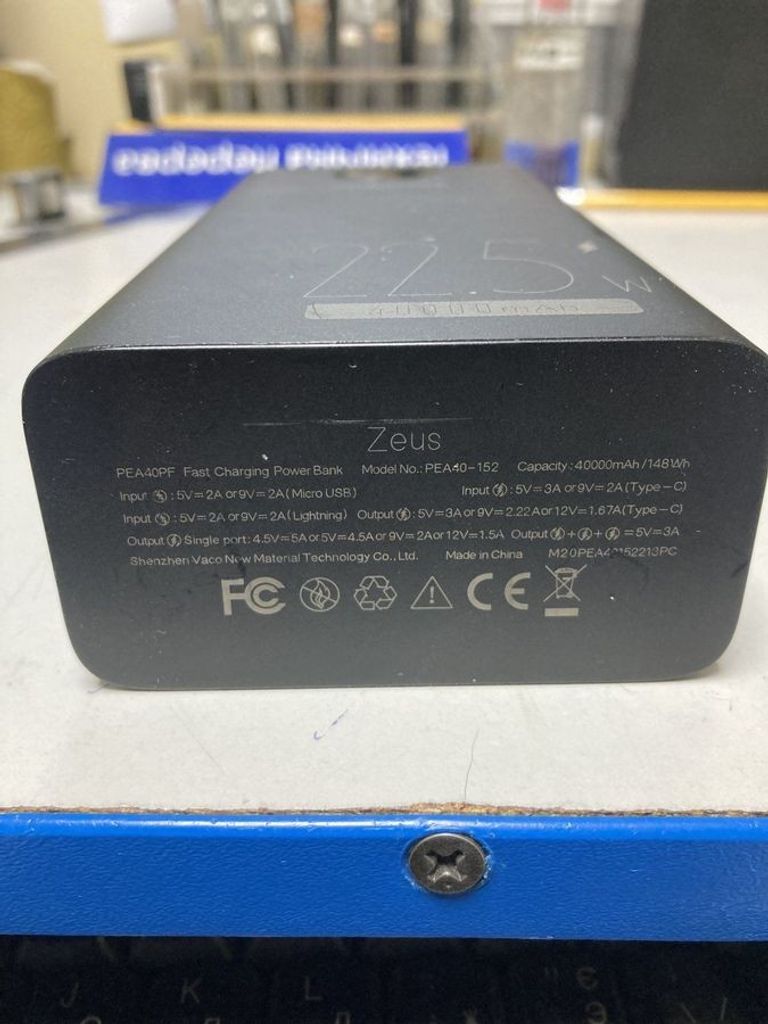 22.5 W
40000mAh
Zeus
PEA40PF Fast Charging Power Bank Model No.: PEA40-152 Capacity: 40000mAh/148Wh
Input : 5V=2A or 9V=2A(Micro USB) Input : 5V=3A or 9V=2A(Type-C)
Input : 5V=2A or 9V=2A(Lightning) Output : 5V=3A or 9V=2.22A or 12V=1.67A(Type-C)
Output Single port: 4.5V=5A or 5V=4.5A or 9V=2A or 12V=1.5A Output + + =5V=3A
Shenzhen Vaco New Material Technology Co., Ltd. Made in China
FC CE
J K L Є